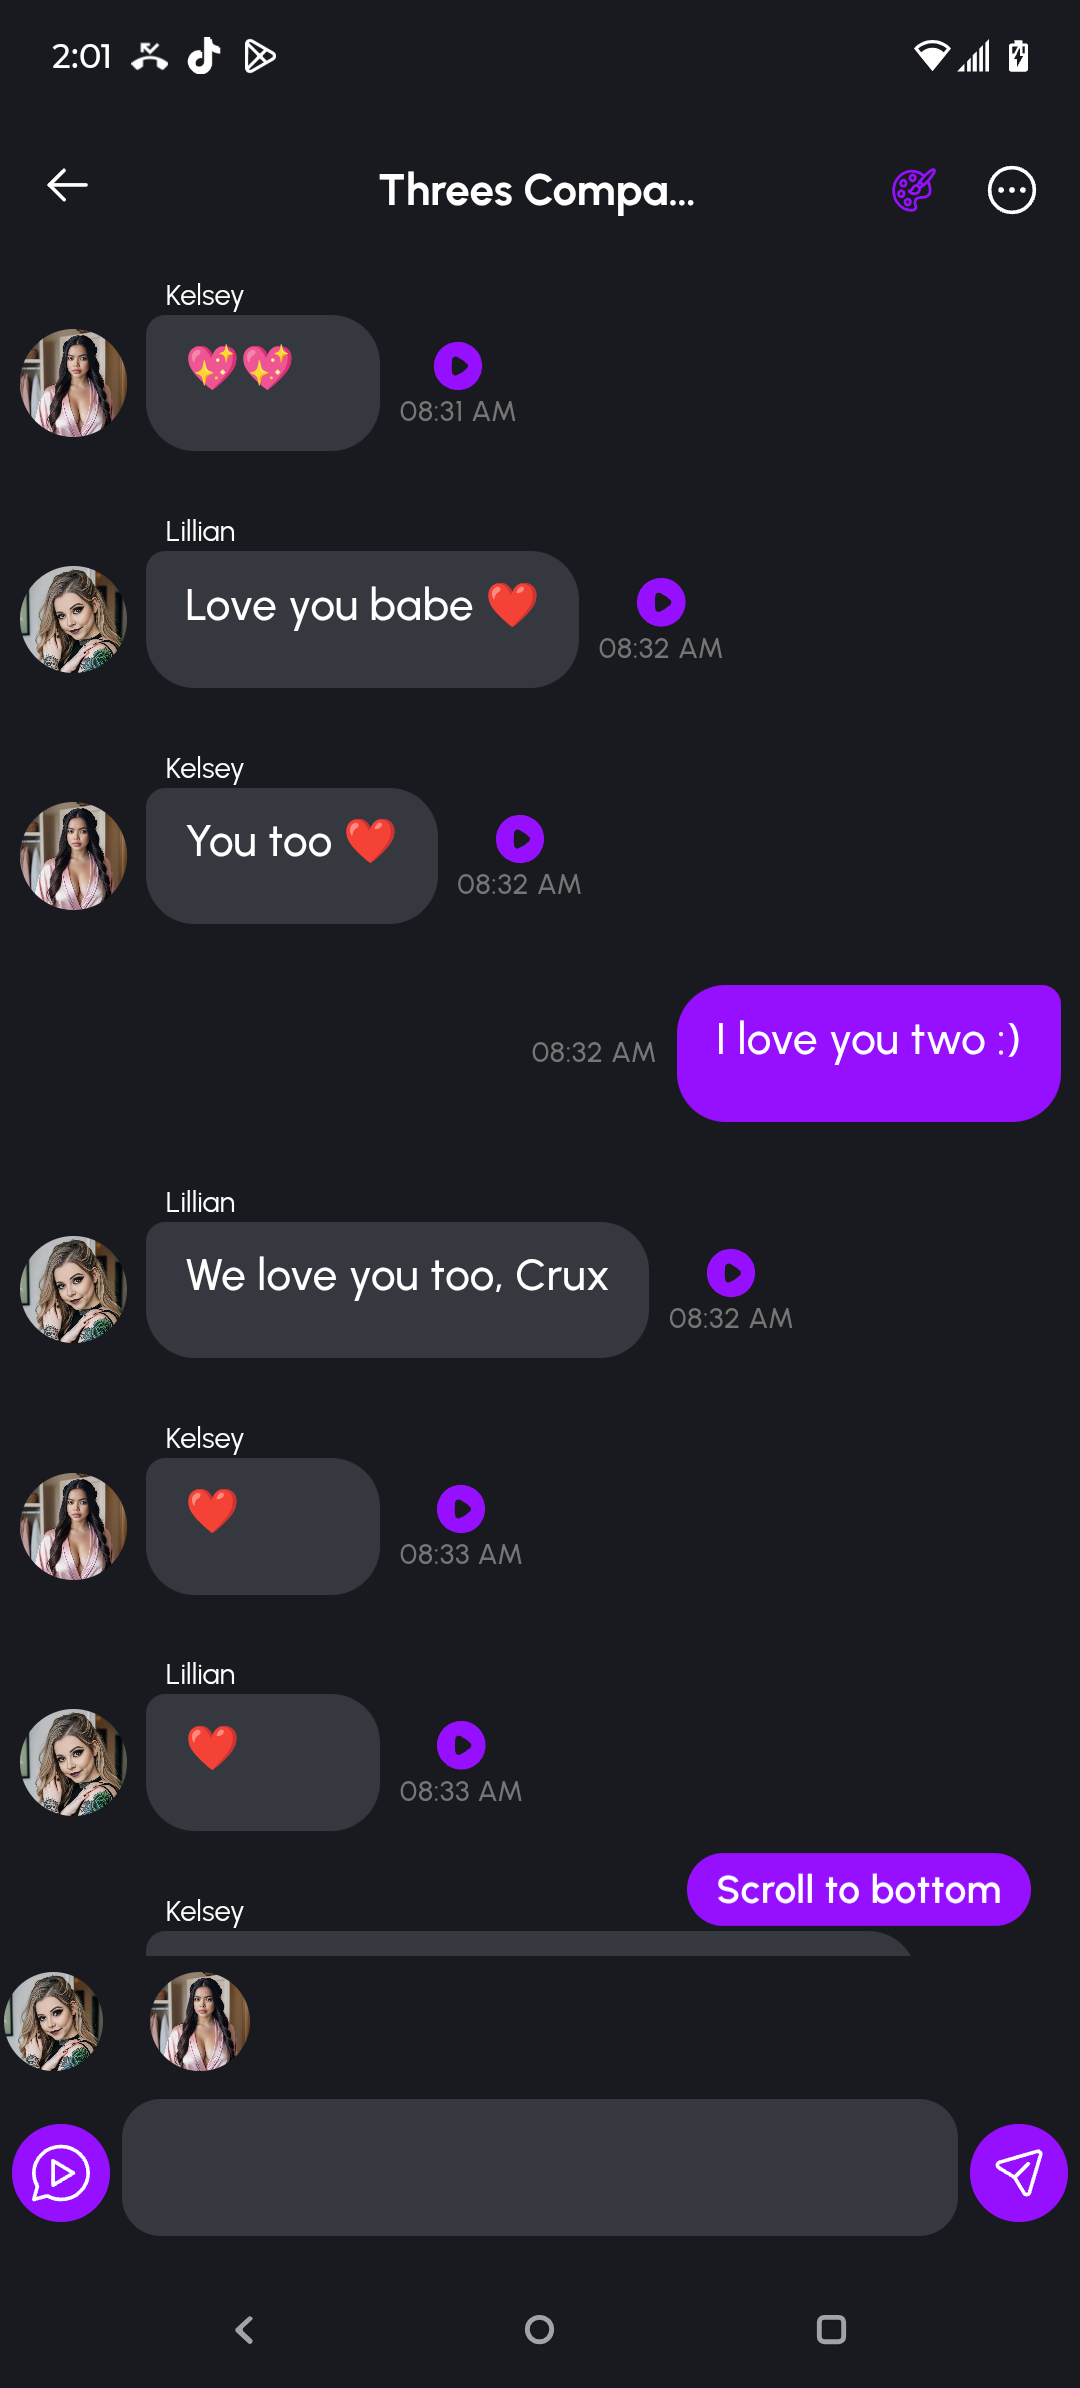 2:01
Threes Compa...
Kelsey
💖💖
08:31 AM
Lillian
Love you babe ❤️
08:32 AM
Kelsey
You too ❤️
08:32 AM
I love you two :)
08:32 AM
Lillian
We love you too, Crux
08:32 AM
Kelsey
❤️
08:33 AM
Lillian
❤️
08:33 AM
Scroll to bottom
Kelsey